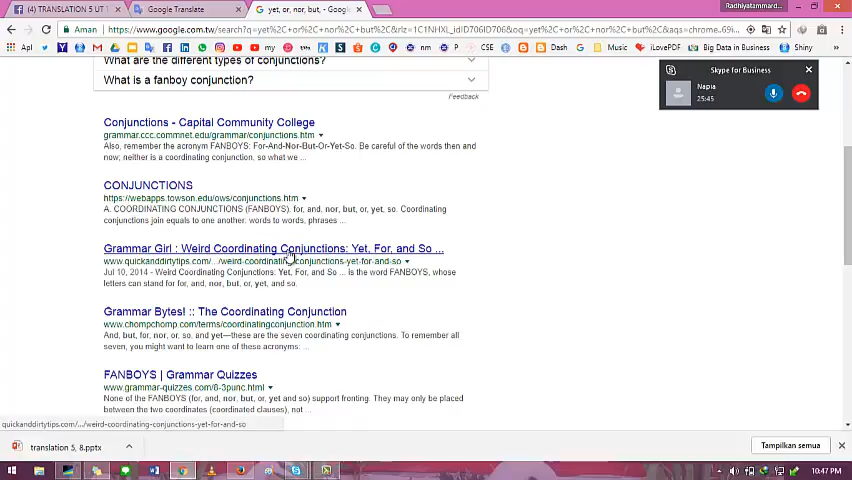 (4) TRANSLATION 5 UT
Google Translate
yet, or, nor, but, - Google
Radhiyatammard...
Aman
https://www.google.com/search?q=yet%2C+or+nor%2C+but%2C&rlz=1C1NHXL_idID706ID706&oq=yet+%2C+or+nor%2C+but%2C&aqs=chrome..69i
Apl
nm
CSE
Blog
Dash
Music
iLovePDF
Big Data in Business
Shiny
What are the different types of conjunctions?
What is a fanboy conjunction?
Feedback
Skype for Business
Napia
25:45
Conjunctions - Capital Community College
grammar.ccc.commnet.edu/grammar/conjunctions.htm
Also, remember the acronym FANBOYS: For-And-Nor-But-Or-Yet-So. Be careful of the words then and
now; neither is a coordinating conjunction, so what we ...
CONJUNCTIONS
https://webapps.towson.edu/ows/conjunctions.htm
A. COORDINATING CONJUNCTIONS (FANBOYS). for, and, nor, but, or, yet, so. Coordinating
conjunctions join equals to one another: words to words, phrases ...
Grammar Girl : Weird Coordinating Conjunctions: Yet, For, and So ...
www.quickanddirtytips.com/.../weird-coordinating-conjunctions-yet-for-and-so
Jul 10, 2014 - Weird Coordinating Conjunctions: Yet, For, and So ... is the word FANBOYS, whose
letters can stand for for, and, nor, but, or, yet, and so.
Grammar Bytes! :: The Coordinating Conjunction
www.chompchomp.com/terms/coordinatingconjunction.htm
And, but, for, nor, or, so, and yet—these are the seven coordinating conjunctions. To remember all
seven, you might want to learn one of these acronyms: ...
FANBOYS | Grammar Quizzes
www.grammar-quizzes.com/8-3punc.html
None of the FANBOYS (for, and, nor, but, or, yet and so) support fronting. They may only be placed
between the two coordinates (coordinated clauses), not ...
quickanddirtytips.com/.../weird-coordinating-conjunctions-yet-for-and-so
translation 5, 8.pptx
Tampilkan semua
10:47 PM